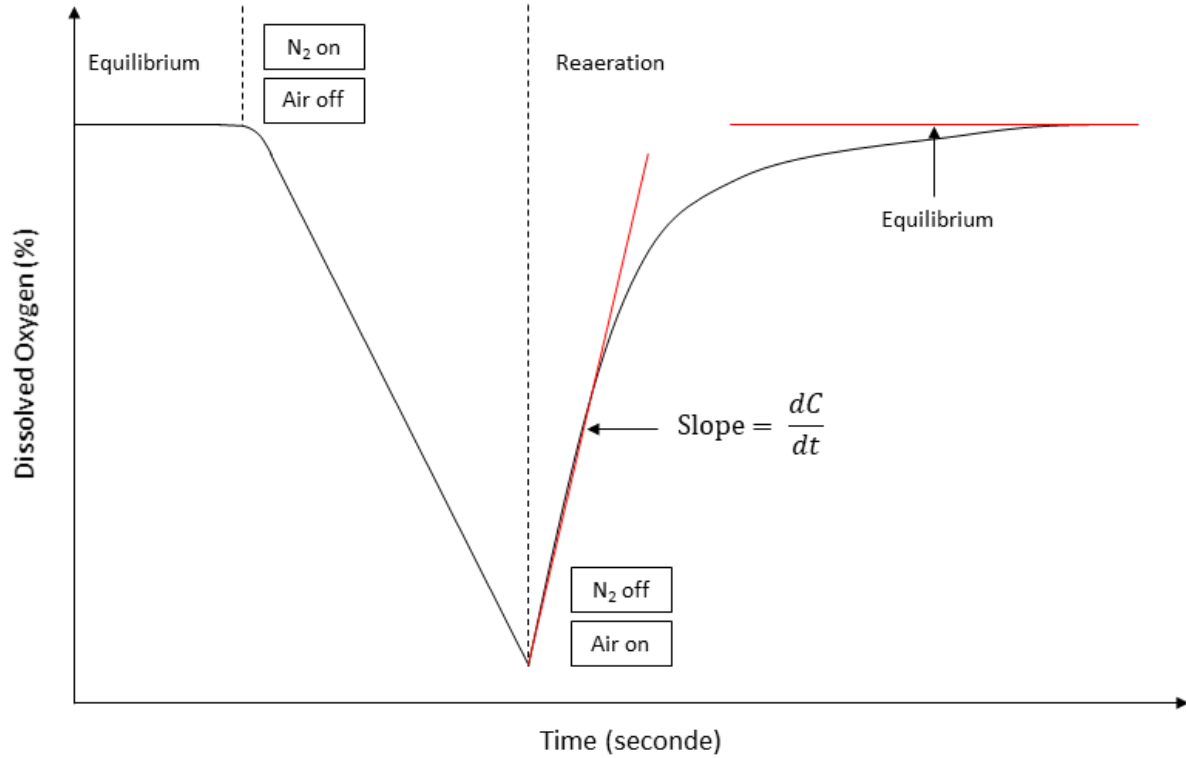 Equilibrium
N₂ on
Air off
Reaeration
Equilibrium
Dissolved Oxygen (%)
Slope = dC/dt
N₂ off
Air on
Time (seconde)